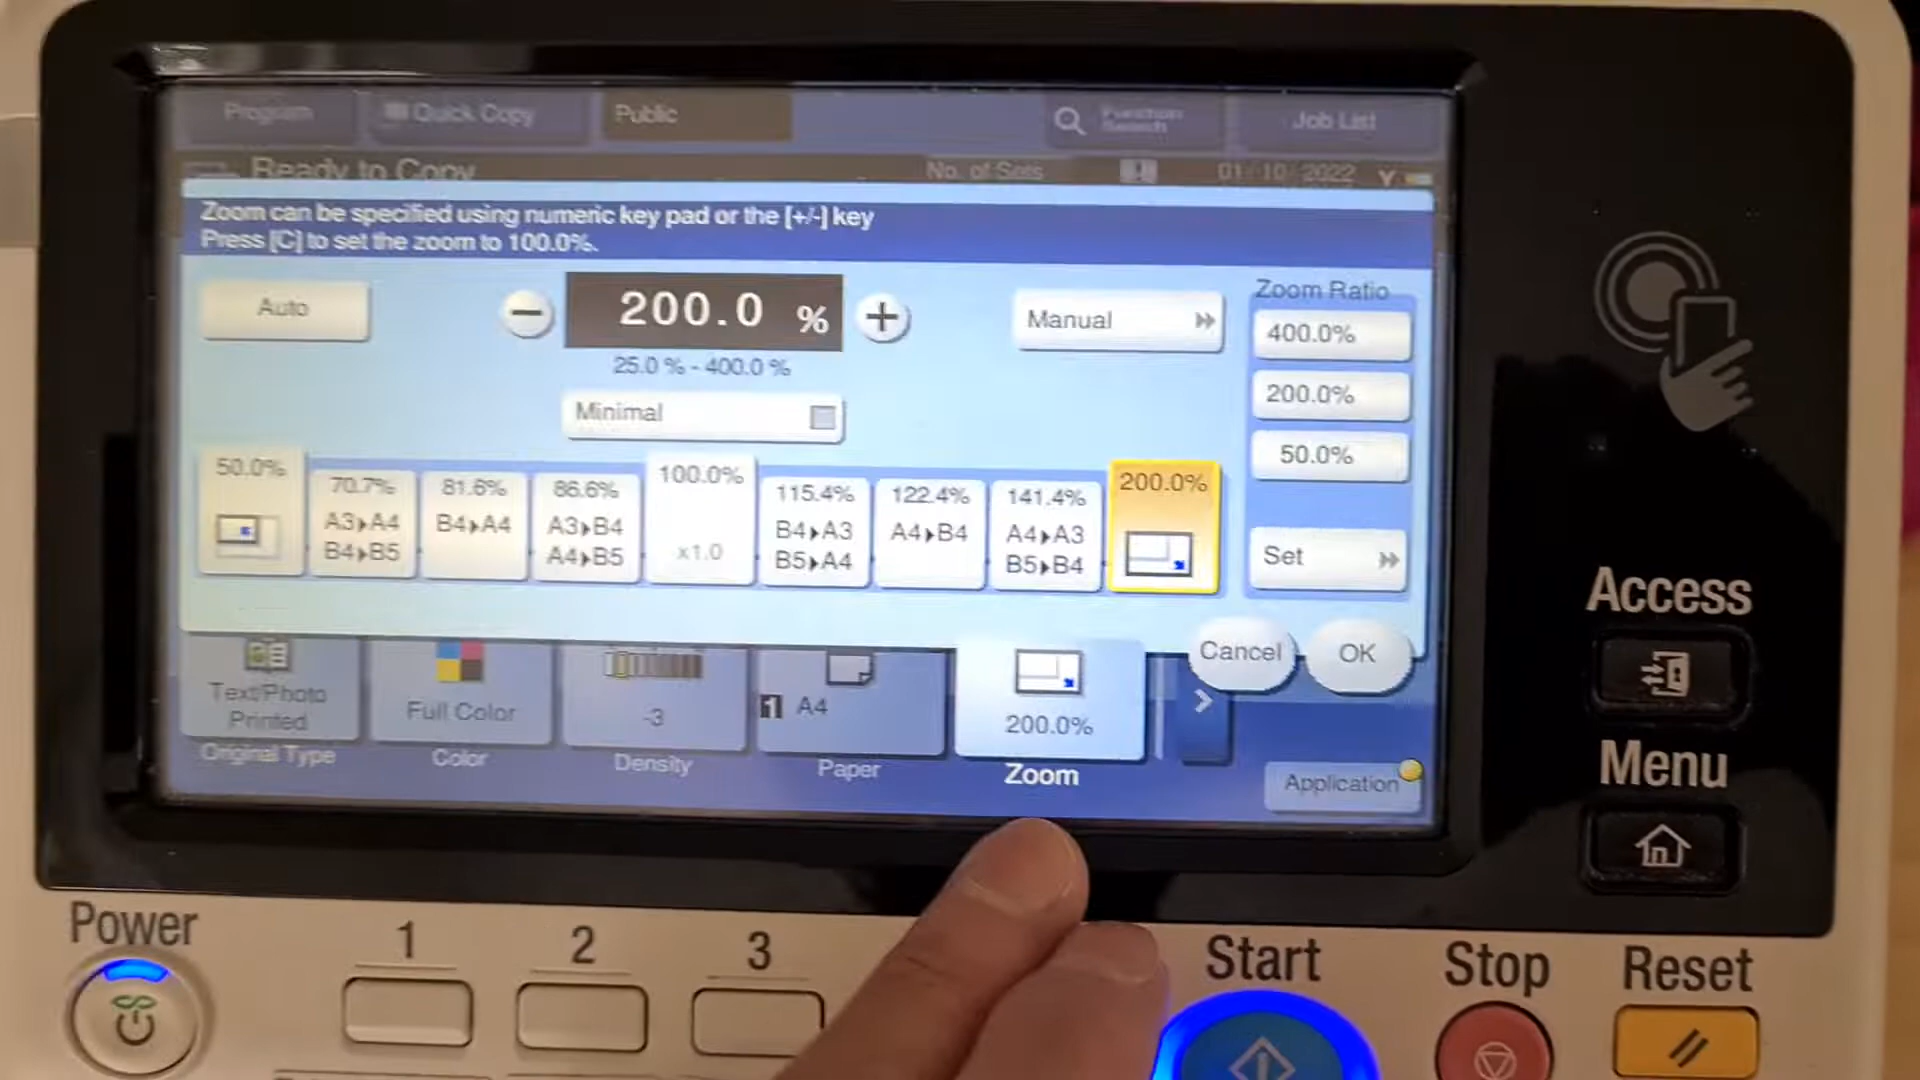 Program
Quick Copy
Public
Function
Search
Job List
Ready to Copy
No. of Sets
01/10/2022
Zoom can be specified using numeric key pad or the [+/-] key
Press [C] to set the zoom to 100.0%.
Auto
−
200.0 %
+
25.0 % - 400.0 %
Minimal
Manual
Zoom Ratio
400.0%
200.0%
50.0%
Set
50.0%
70.7%
A3▸A4
B4▸B5
81.6%
B4▸A4
86.6%
A3▸B4
A4▸B5
100.0%
x1.0
115.4%
B4▸A3
B5▸A4
122.4%
A4▸B4
141.4%
A4▸A3
B5▸B4
200.0%
Cancel
OK
Text/Photo
Printed
Original Type
Full Color
Color
-3
Density
1 A4
Paper
200.0%
Zoom
Application
Access
Menu
Power
1
2
3
Start
Stop
Reset